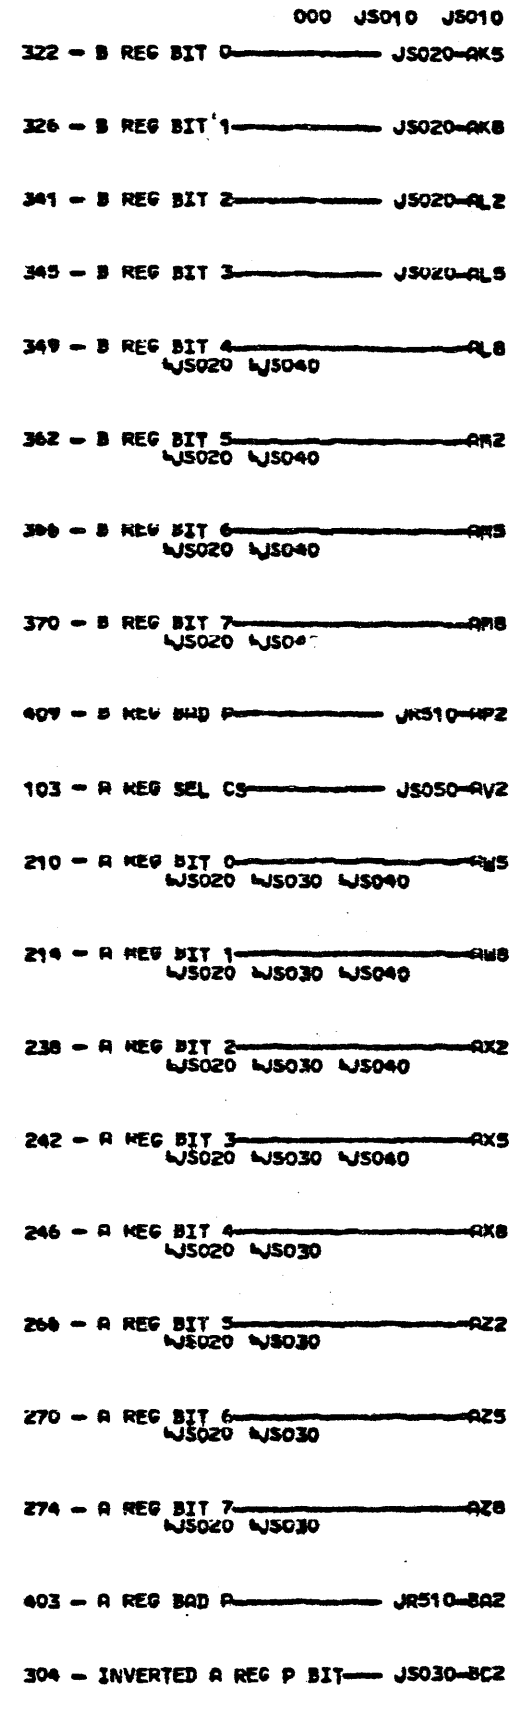 000 JS010 JS010
322 - B REG BIT 0 JS020-AK5
326 - B REG BIT 1 JS020-AK8
341 - B REG BIT 2 JS020-AL2
345 - B REG BIT 3 JS020-AL5
349 - B REG BIT 4 AL8
JS020 JS040
362 - B REG BIT 5 AM2
JS020 JS040
366 - B REG BIT 6 AM5
JS020 JS040
370 - B REG BIT 7 AM8
JS020
409 - B REG BAD P JR510-AP2
103 - A REG SEL CS JS050-AV2
210 - A REG BIT 0 AW5
JS020 JS030 JS040
214 - A REG BIT 1 AW8
JS020 JS030 JS040
238 - A REG BIT 2 AX2
JS020 JS030 JS040
242 - A REG BIT 3 AX5
JS020 JS030 JS040
246 - A REG BIT 4 AX8
JS020 JS030
266 - A REG BIT 5 AZ2
JS020 JS030
270 - A REG BIT 6 AZ5
JS020 JS030
274 - A REG BIT 7 AZ8
JS020 JS030
403 - A REG BAD P JR510-BA2
304 - INVERTED A REG P BIT JS030-BC2